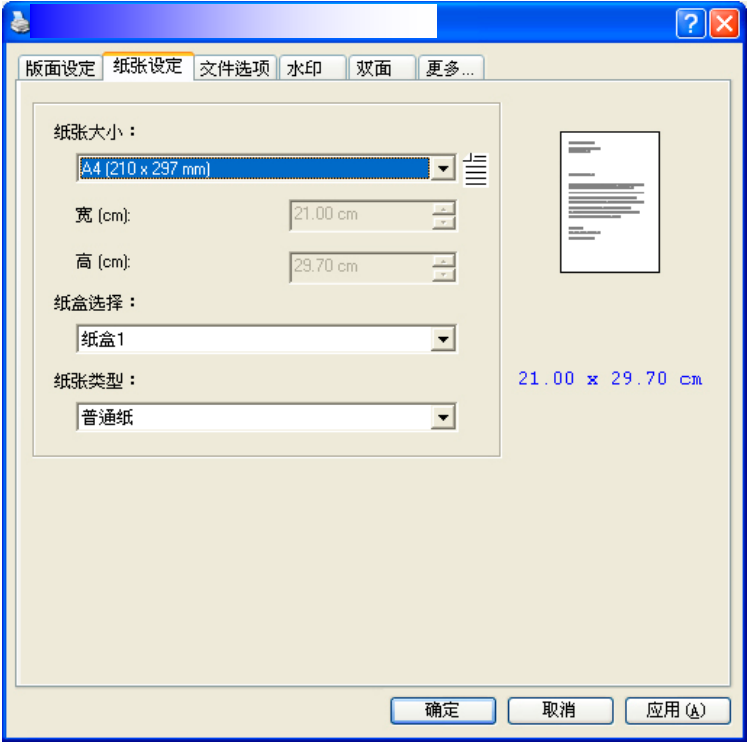 版面设定 纸张设定 文件选项 水印 双面 更多...
纸张大小：
A4 (210 x 297 mm)
宽 (cm): 21.00 cm
高 (cm): 29.70 cm
纸盒选择：
纸盒1
纸张类型：
普通纸
21.00 x 29.70 cm
确定 取消 应用(A)